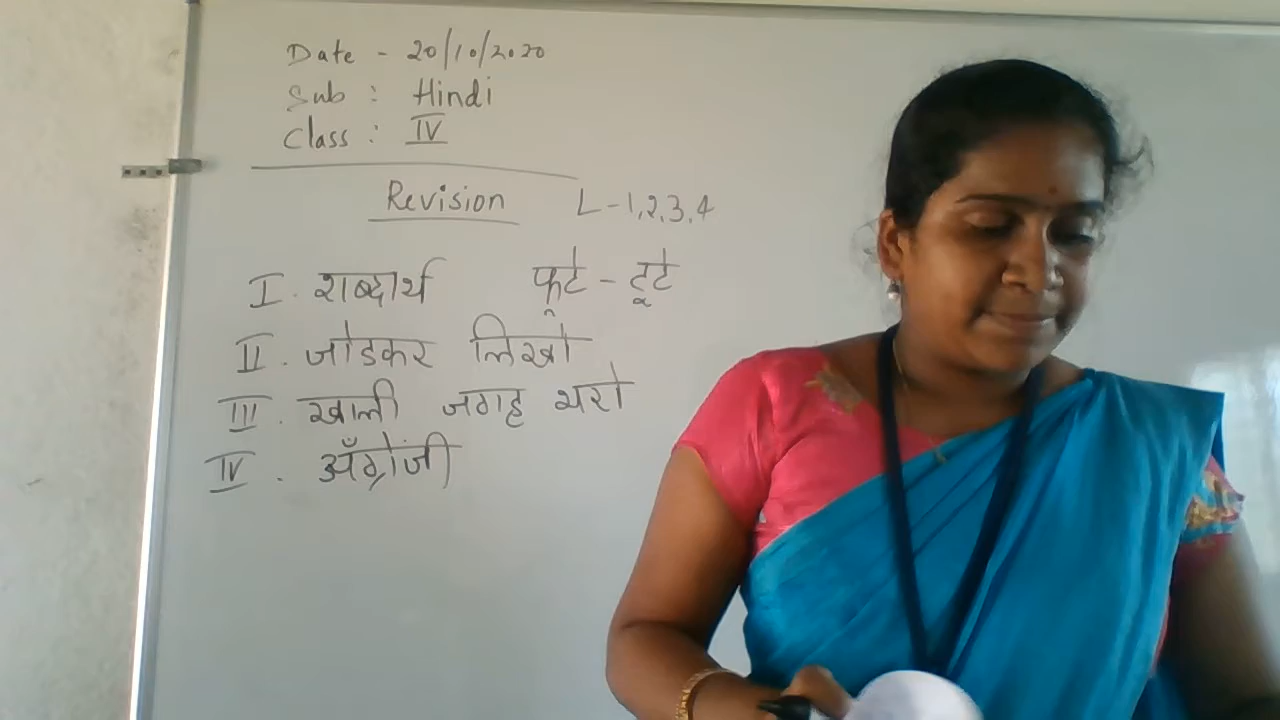 Date - 20/10/2020
Sub : Hindi
Class : IV
Revision L-1,2,3,4
I. शब्दार्थ फूटे - टूटे
II. जोडकर लिखो
III. खाली जगह भरो
IV. अँग्रेजी